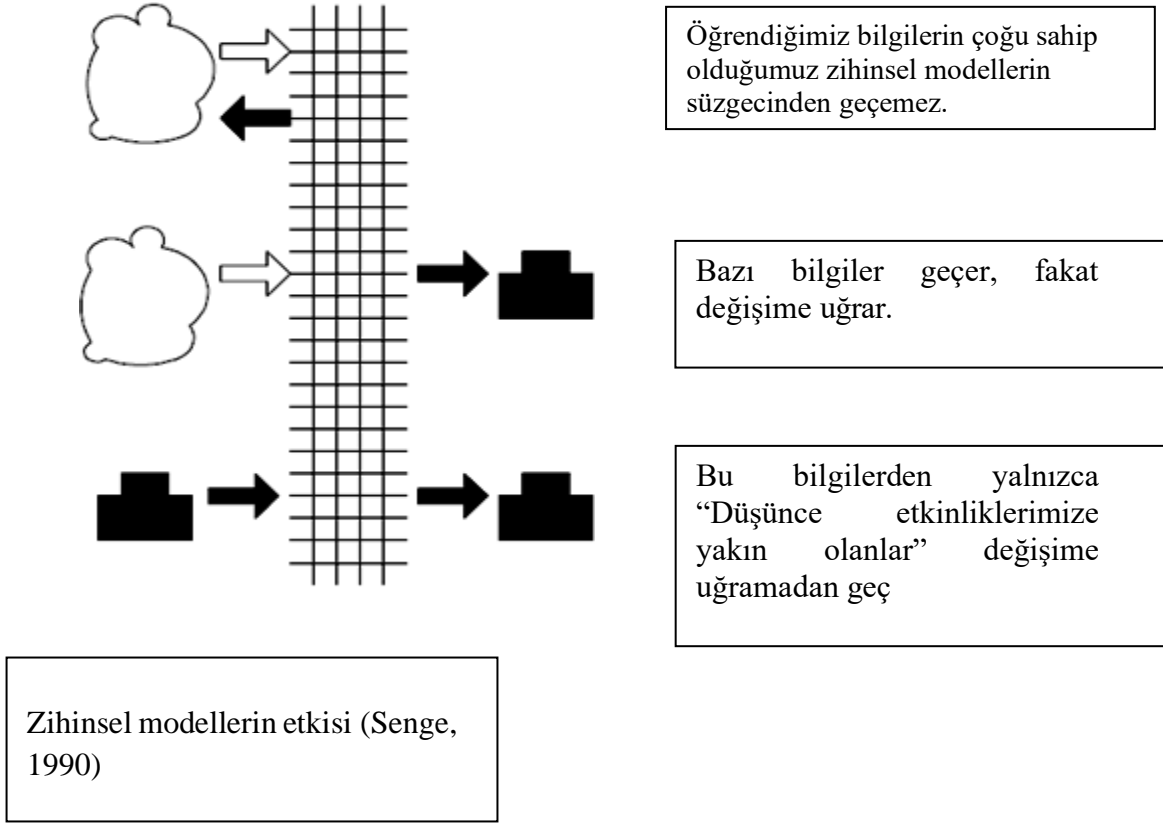 Öğrendiğimiz bilgilerin çoğu sahip
olduğumuz zihinsel modellerin
süzgecinden geçemez.
Bazı bilgiler geçer, fakat
değişime uğrar.
Bu bilgilerden yalnızca
“Düşünce etkinliklerimize
yakın olanlar” değişime
uğramadan geç
Zihinsel modellerin etkisi (Senge,
1990)